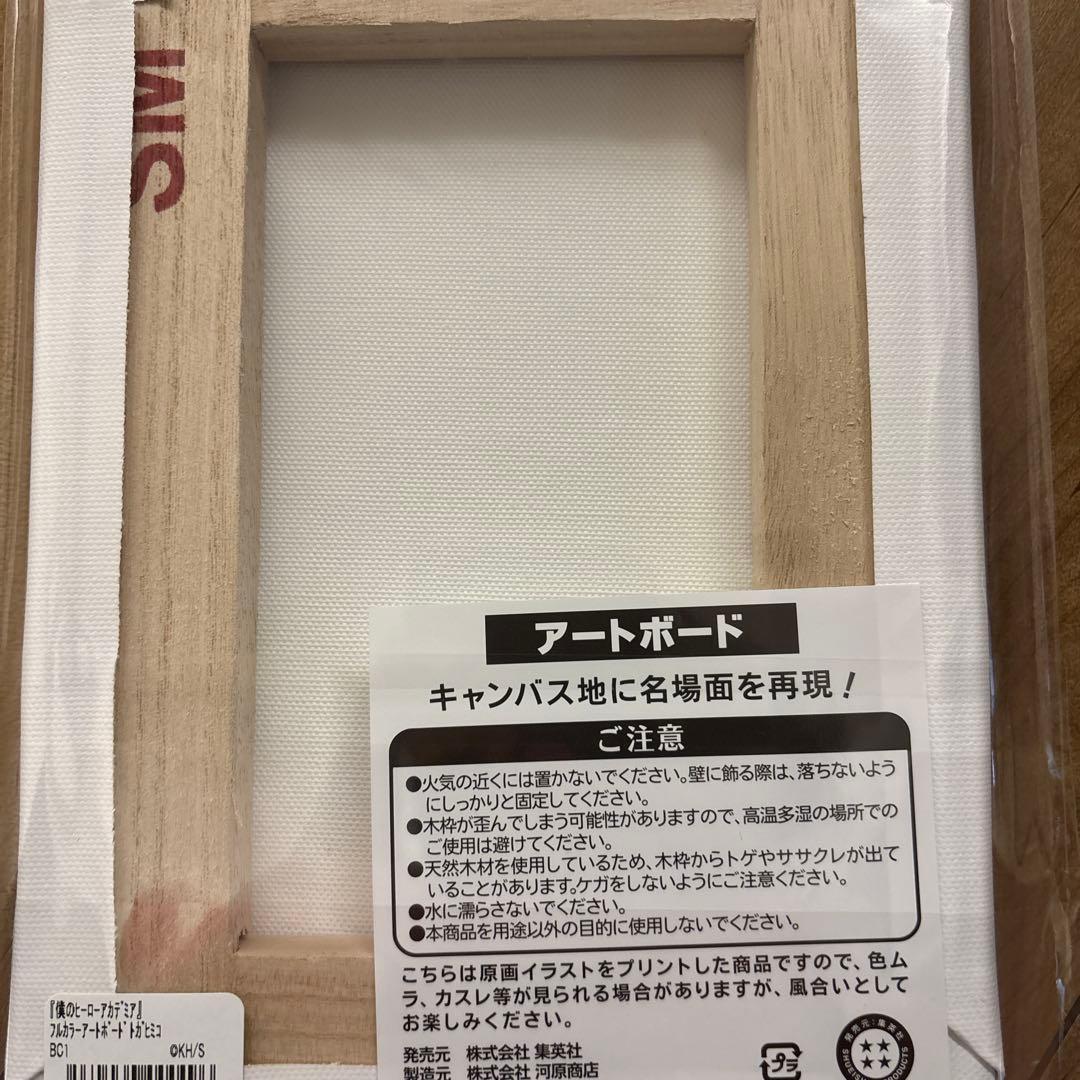 SM
アートボード
キャンバス地に名場面を再現！
ご注意
●火気の近くには置かないでください。壁に飾る際は、落ちないよう
にしっかりと固定してください。
●木枠が歪んでしまう可能性がありますので、高温多湿の場所での
ご使用は避けてください。
●天然木材を使用しているため、木枠からトゲやササクレが出て
いることがあります。ケガをしないようにご注意ください。
●水に濡らさないでください。
●本商品を用途以外の目的に使用しないでください。
こちらは原画イラストをプリントした商品ですので、色ム
ラ、カスレ等が見られる場合がありますが、風合いとして
お楽しみください。
発売元 株式会社 集英社
製造元 株式会社 河原商店
プラ
発売元：集英社
『僕のﾋｰﾛｰｱｶﾃﾞﾐｱ』
ﾌﾙｶﾗｰｱｰﾄﾎﾞｰﾄﾞ ﾄｶﾞﾋﾐｺ
BC1 ©KH/S